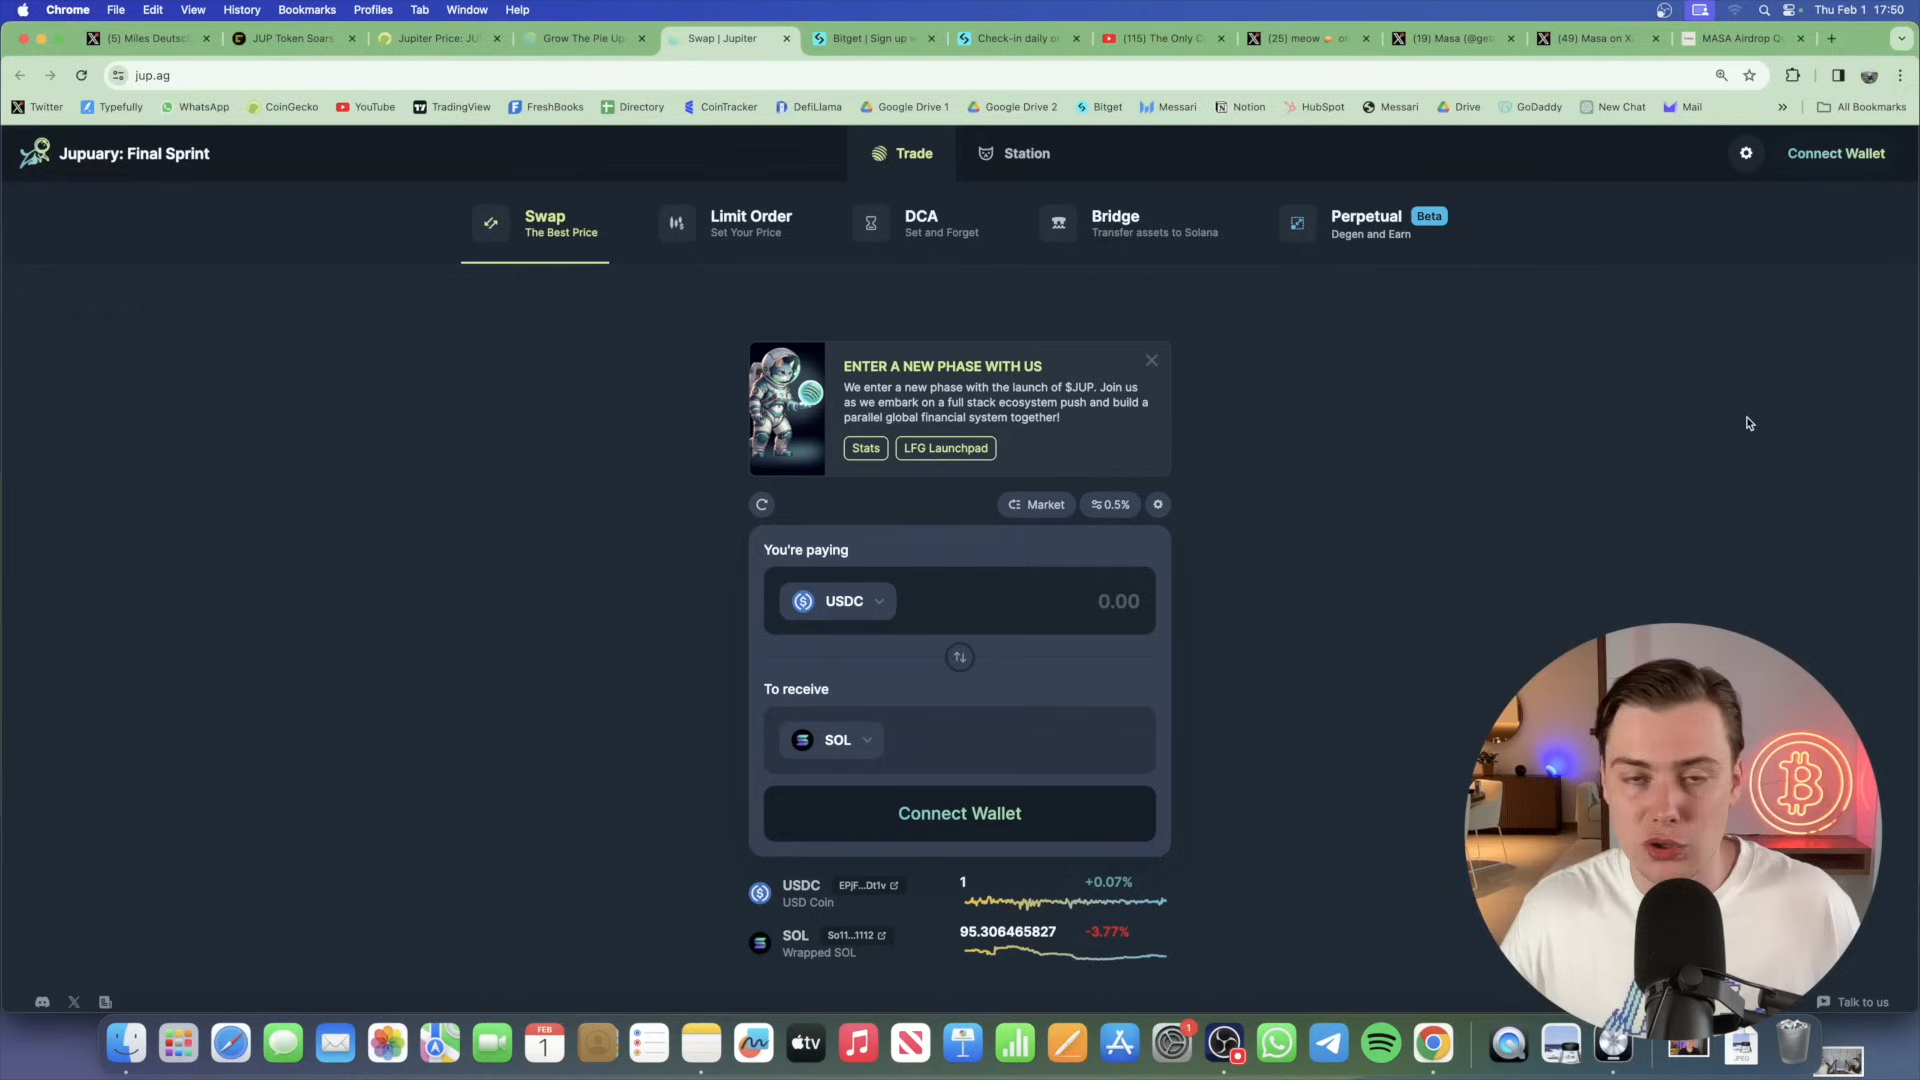 Chrome File Edit View History Bookmarks Profiles Tab Window Help Thu Feb 1 17:50
(5) Miles Deutsc JUP Token Soars Jupiter Price: JU Grow The Pie Up Swap | Jupiter Bitget | Sign up Check-in daily o (115) The Only C (25) meow on (19) Masa (@get (49) Masa on X MASA Airdrop Q
jup.ag
Twitter Typefully WhatsApp CoinGecko YouTube TradingView FreshBooks Directory CoinTracker DefiLlama Google Drive 1 Google Drive 2 Bitget Messari Notion HubSpot Messari Drive GoDaddy New Chat Mail All Bookmarks
Jupuary: Final Sprint Trade Station Connect Wallet
Swap Limit Order DCA Bridge Perpetual Beta
The Best Price Set Your Price Set and Forget Transfer assets to Solana Degen and Earn
ENTER A NEW PHASE WITH US
We enter a new phase with the launch of $JUP. Join us
as we embark on a full stack ecosystem push and build a
parallel global financial system together!
Stats LFG Launchpad
Market 0.5%
You're paying
USDC 0.00
To receive
SOL
Connect Wallet
USDC EPjF...Dt1v 1 +0.07%
USD Coin
SOL So11...1112 95.306465827 -3.77%
Wrapped SOL
Talk to us
FEB
1
tv
1
JPEG